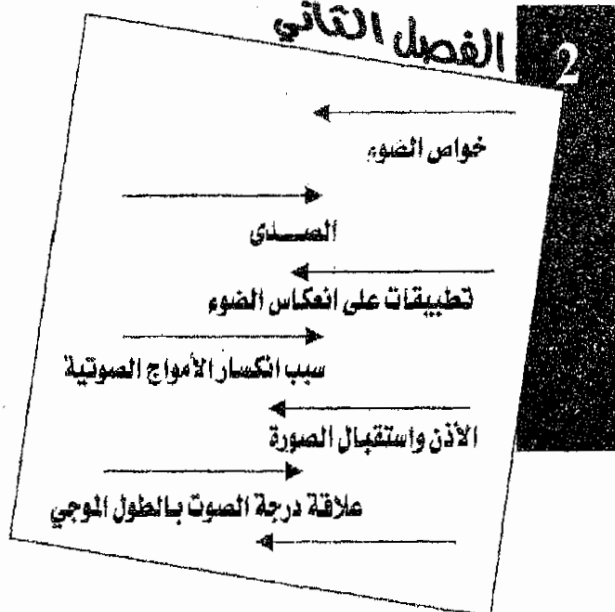 الفصل الثاني
2
خواص الضوء
الصـــدى
تطبيقات على انعكاس الضوء
سبب انكسار الأمواج الصوتية
الأذن واستقبال الصورة
علاقة درجة الصوت بالطول الموجي